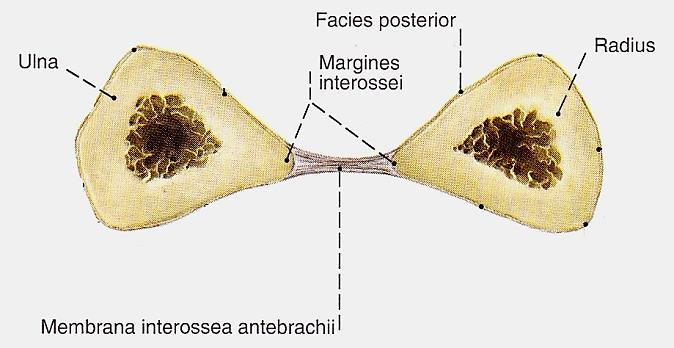 Facies posterior
Radius
Ulna
Margines
interossei
Membrana interossea antebrachii